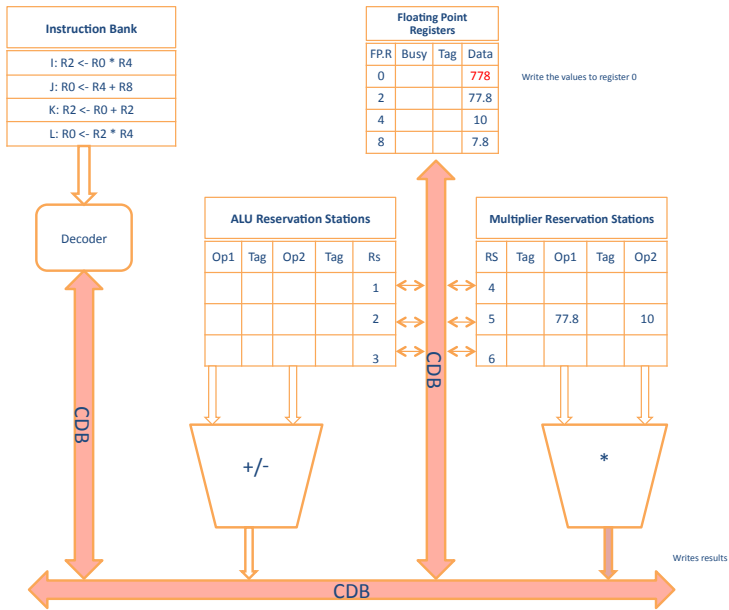 Instruction Bank
I: R2 <- R0 * R4
J: R0 <- R4 + R8
K: R2 <- R0 + R2
L: R0 <- R2 * R4
Floating Point
Registers
FP.R Busy Tag Data
0 778
2 77.8
4 10
8 7.8
Write the values to register 0
Decoder
ALU Reservation Stations
Op1 Tag Op2 Tag Rs
1
2
3
Multiplier Reservation Stations
RS Tag Op1 Tag Op2
4
5 77.8 10
6
CDB
CDB
+/-
*
Writes results
CDB